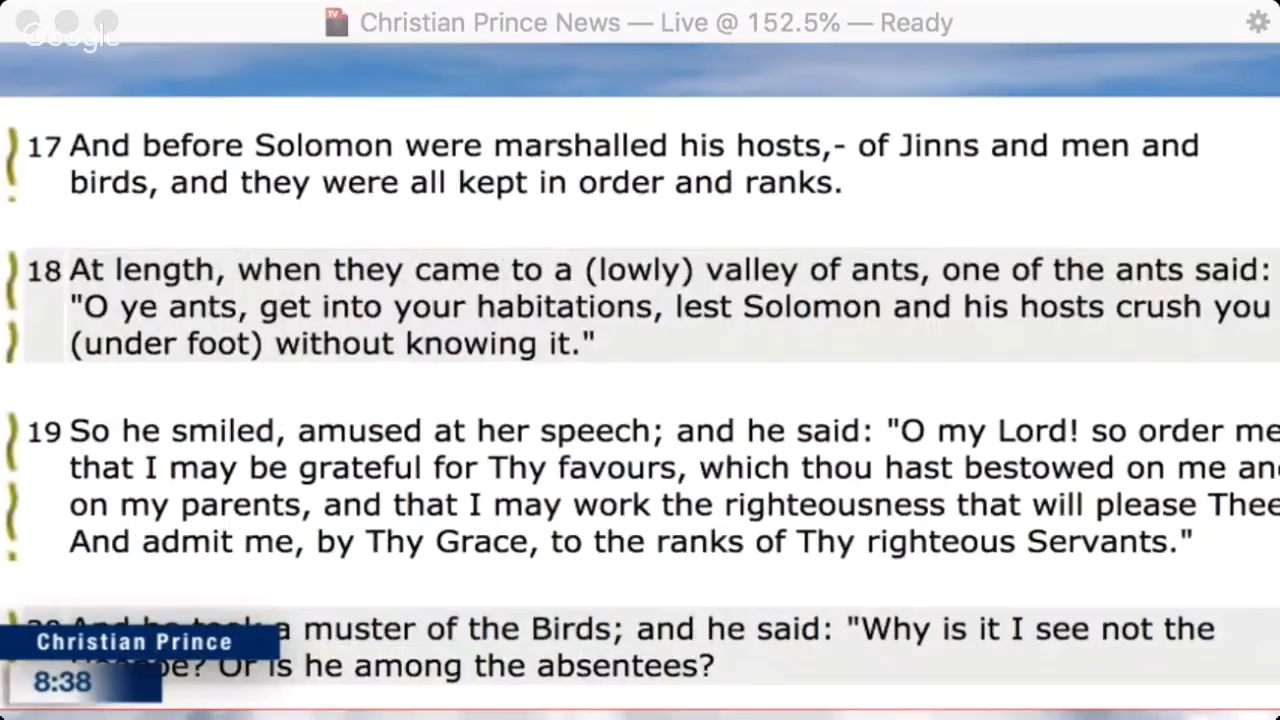 Christian Prince News — Live @ 152.5% — Ready
Google
17 And before Solomon were marshalled his hosts,- of Jinns and men and
birds, and they were all kept in order and ranks.
18 At length, when they came to a (lowly) valley of ants, one of the ants said:
"O ye ants, get into your habitations, lest Solomon and his hosts crush you
(under foot) without knowing it."
19 So he smiled, amused at her speech; and he said: "O my Lord! so order me
that I may be grateful for Thy favours, which thou hast bestowed on me and
on my parents, and that I may work the righteousness that will please Thee
And admit me, by Thy Grace, to the ranks of Thy righteous Servants."
a muster of the Birds; and he said: "Why is it I see not the
Or is he among the absentees?
Christian Prince
8:38